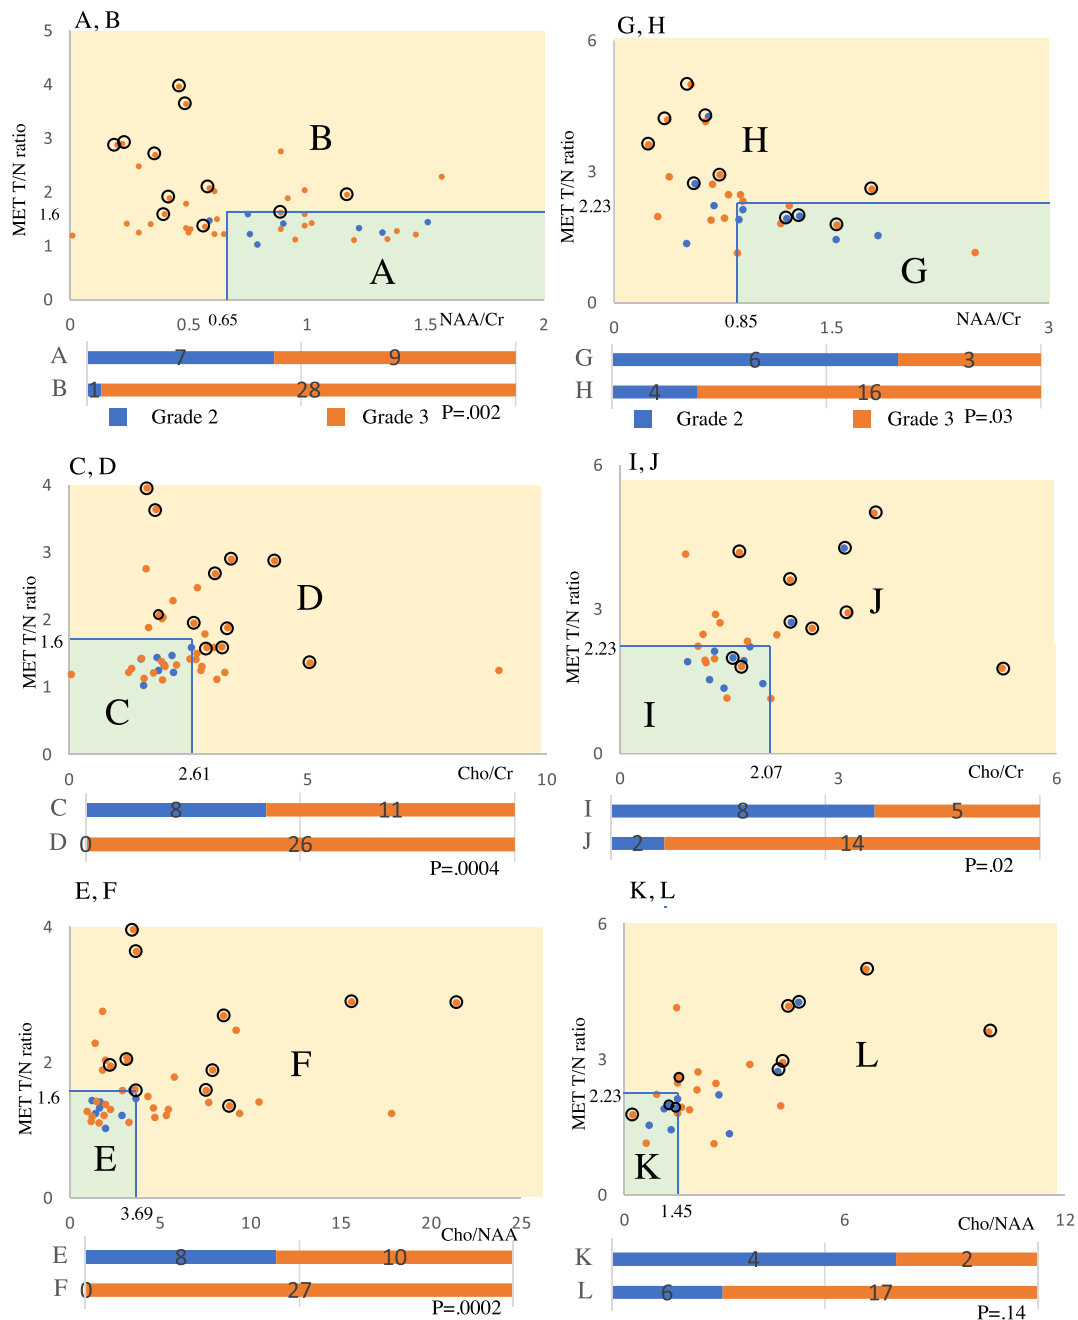 A, B
MET T/N ratio
5
4
3
2
1.6
1
0
B
A
0
0.5
0.65
1
1.5
NAA/Cr
2
A
7
9
B
1
28
Grade 2
Grade 3
P=.002
G, H
MET T/N ratio
6
3
2.23
0
H
G
0
0.85
1.5
NAA/Cr
3
G
6
3
H
4
16
Grade 2
Grade 3
P=.03
C, D
MET T/N ratio
4
3
2
1.6
1
0
D
C
0
2.61
5
Cho/Cr
10
C
8
11
D
0
26
P=.0004
I, J
MET T/N ratio
6
3
2.23
0
J
I
0
2.07
3
Cho/Cr
6
I
8
5
J
2
14
P=.02
E, F
MET T/N ratio
4
2
1.6
0
F
E
0
3.69
5
10
15
20
25
Cho/NAA
E
8
10
F
0
27
P=.0002
K, L
MET T/N ratio
6
3
2.23
0
L
K
0
1.45
6
Cho/NAA
12
K
4
2
L
6
17
P=.14